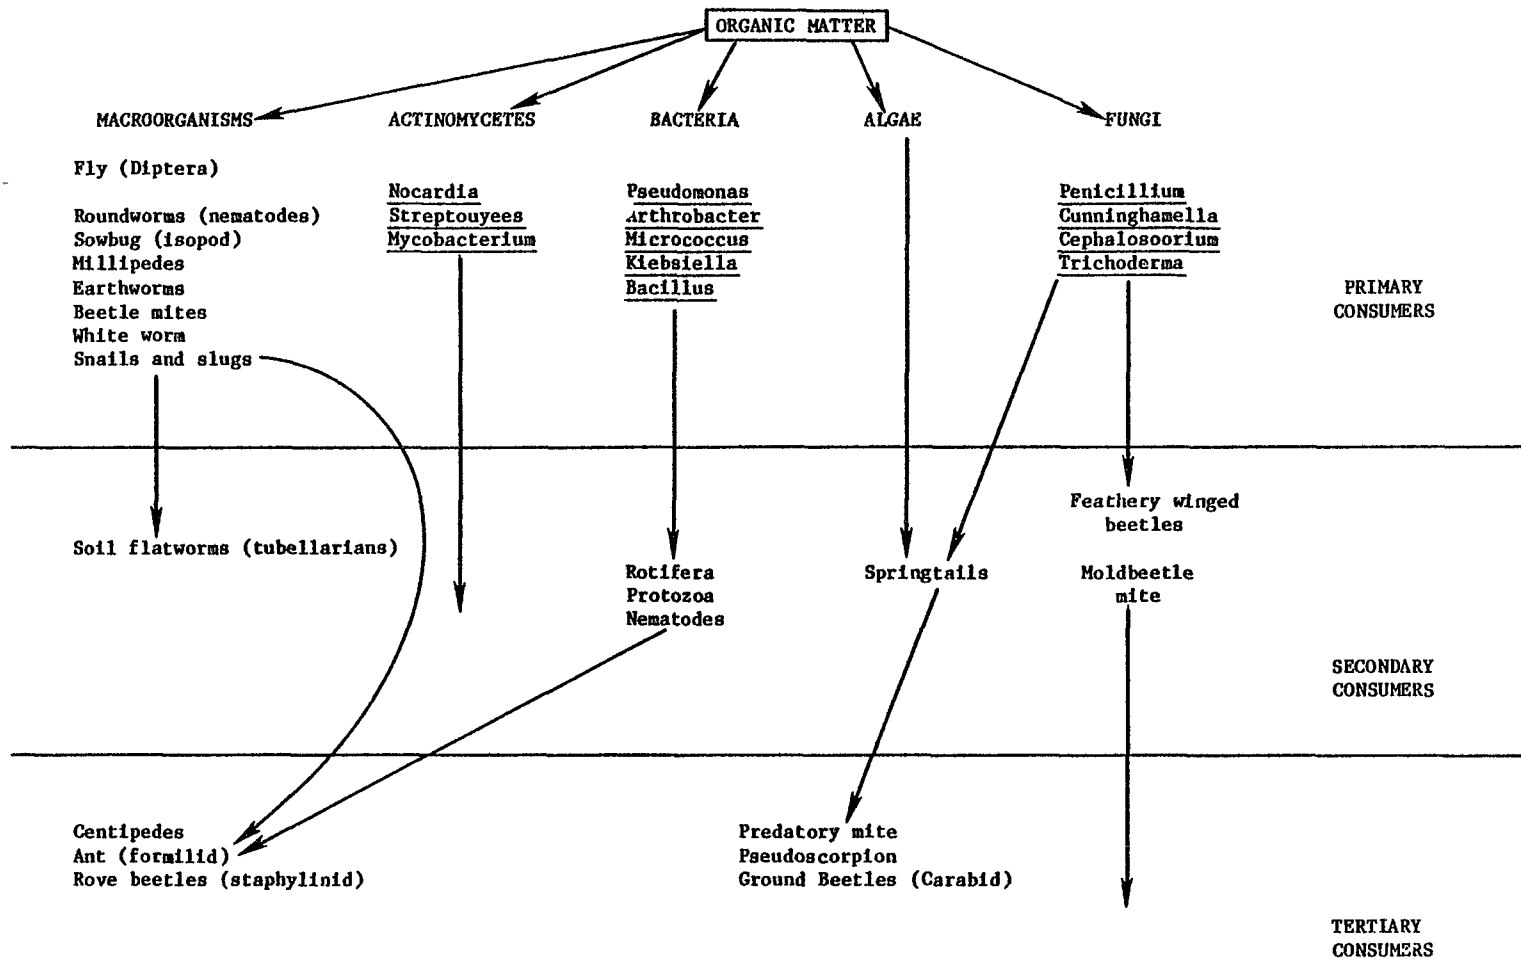 ORGANIC MATTER
MACROORGANISMS
ACTINOMYCETES
BACTERIA
ALGAE
FUNGI
Fly (Diptera)
Roundworms (nematodes)
Sowbug (isopod)
Millipedes
Earthworms
Beetle mites
White worm
Snails and slugs
Nocardia
Streptouyees
Mycobacterium
Pseudomonas
Arthrobacter
Micrococcus
Klebsiella
Bacillus
Penicillium
Cunninghamella
Cephalosoorium
Trichoderma
PRIMARY
CONSUMERS
Soil flatworms (tubellarians)
Rotifera
Protozoa
Nematodes
Springtails
Feathery winged
beetles
Moldbeetle
mite
SECONDARY
CONSUMERS
Centipedes
Ant (formilid)
Rove beetles (staphylinid)
Predatory mite
Pseudoscorpion
Ground Beetles (Carabid)
TERTIARY
CONSUMERS